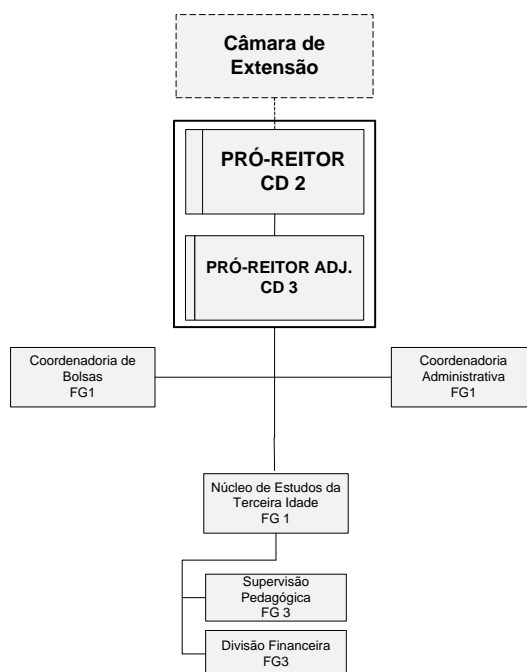 Câmara de
Extensão
PRÓ-REITOR
CD 2
PRÓ-REITOR ADJ.
CD 3
Coordenadoria de
Bolsas
FG1
Coordenadoria
Administrativa
FG1
Núcleo de Estudos da
Terceira Idade
FG 1
Supervisão
Pedagógica
FG 3
Divisão Financeira
FG3